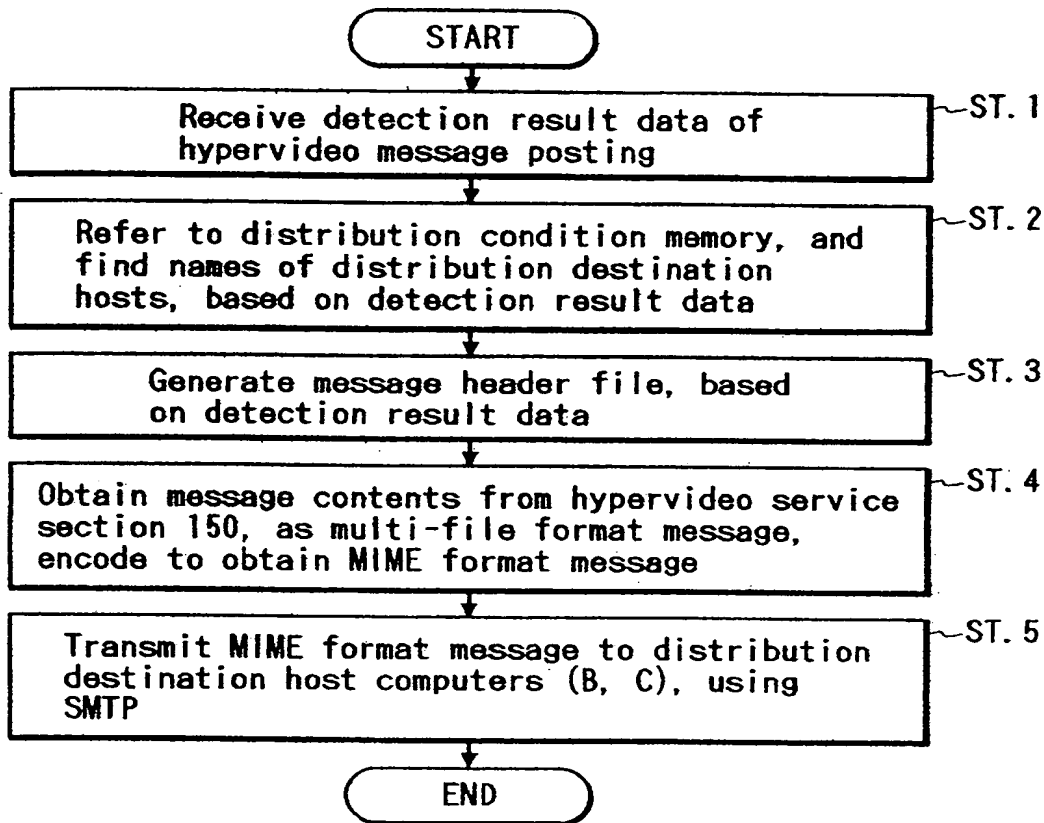 START
Receive detection result data of
hypervideo message posting
ST. 1
Refer to distribution condition memory, and
find names of distribution destination
hosts, based on detection result data
ST. 2
Generate message header file, based
on detection result data
ST. 3
Obtain message contents from hypervideo service
section 150, as multi-file format message,
encode to obtain MIME format message
ST. 4
Transmit MIME format message to distribution
destination host computers (B, C), using
SMTP
ST. 5
END